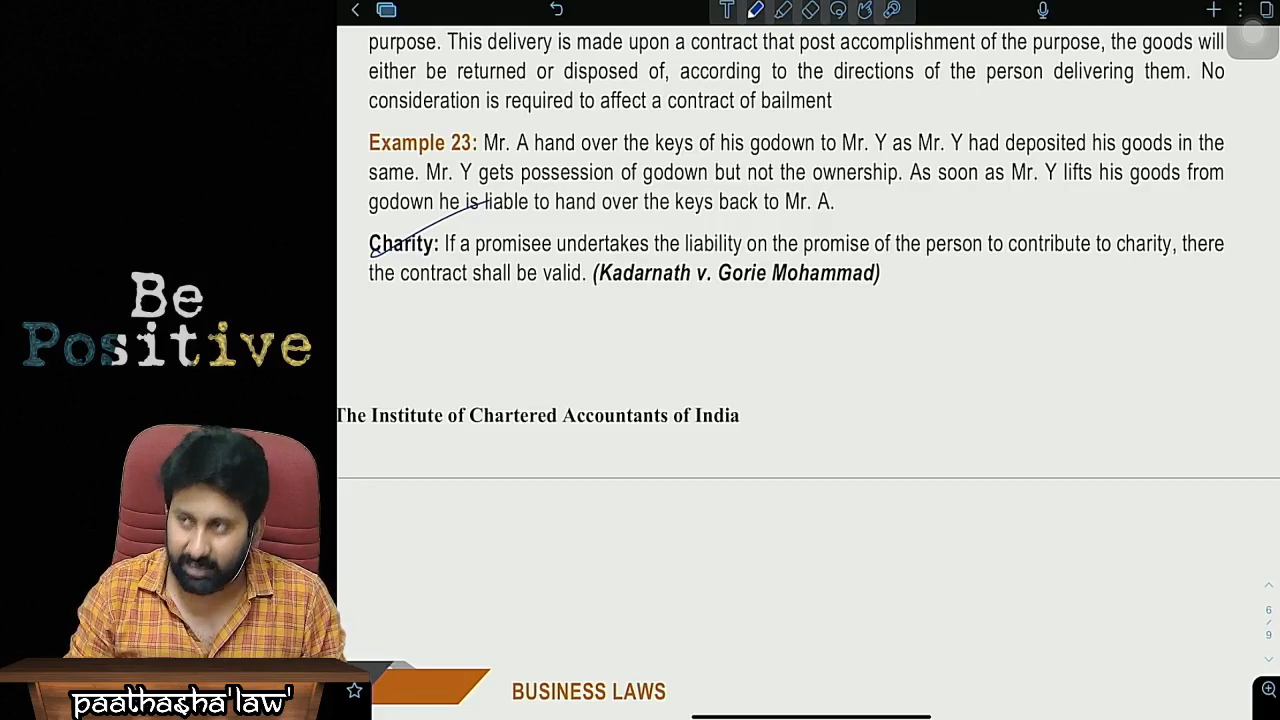 purpose. This delivery is made upon a contract that post accomplishment of the purpose, the goods will
either be returned or disposed of, according to the directions of the person delivering them. No
consideration is required to affect a contract of bailment
Example 23: Mr. A hand over the keys of his godown to Mr. Y as Mr. Y had deposited his goods in the
same. Mr. Y gets possession of godown but not the ownership. As soon as Mr. Y lifts his goods from
godown he is liable to hand over the keys back to Mr. A.
Charity: If a promisee undertakes the liability on the promise of the person to contribute to charity, there
the contract shall be valid. (Kadarnath v. Gorie Mohammad)
Be
Positive
The Institute of Chartered Accountants of India
6
/
9
BUSINESS LAWS
paathasha'law'